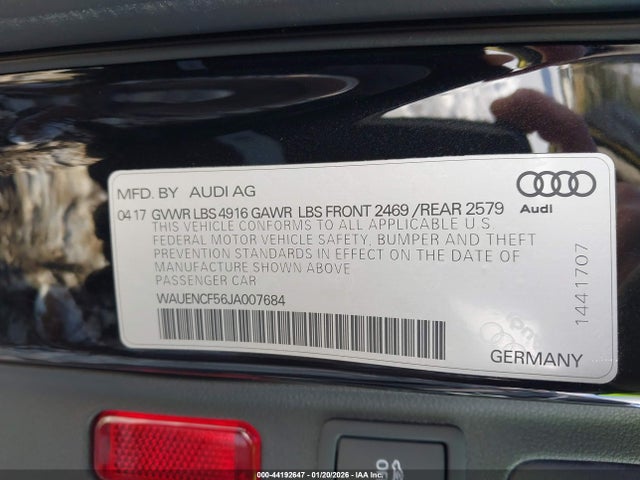 MFD. BY AUDI AG
04 17 GVWR LBS 4916 GAWR LBS FRONT 2469 /REAR 2579
THIS VEHICLE CONFORMS TO ALL APPLICABLE U S
FEDERAL MOTOR VEHICLE SAFETY, BUMPER AND THEFT
PREVENTION STANDARDS IN EFFECT ON THE DATE OF
MANUFACTURE SHOWN ABOVE
PASSENGER CAR
WAUENCF56JA007684
Audi
1441707
GERMANY
000-44192647 | 01/20/2026 - IAA Inc.